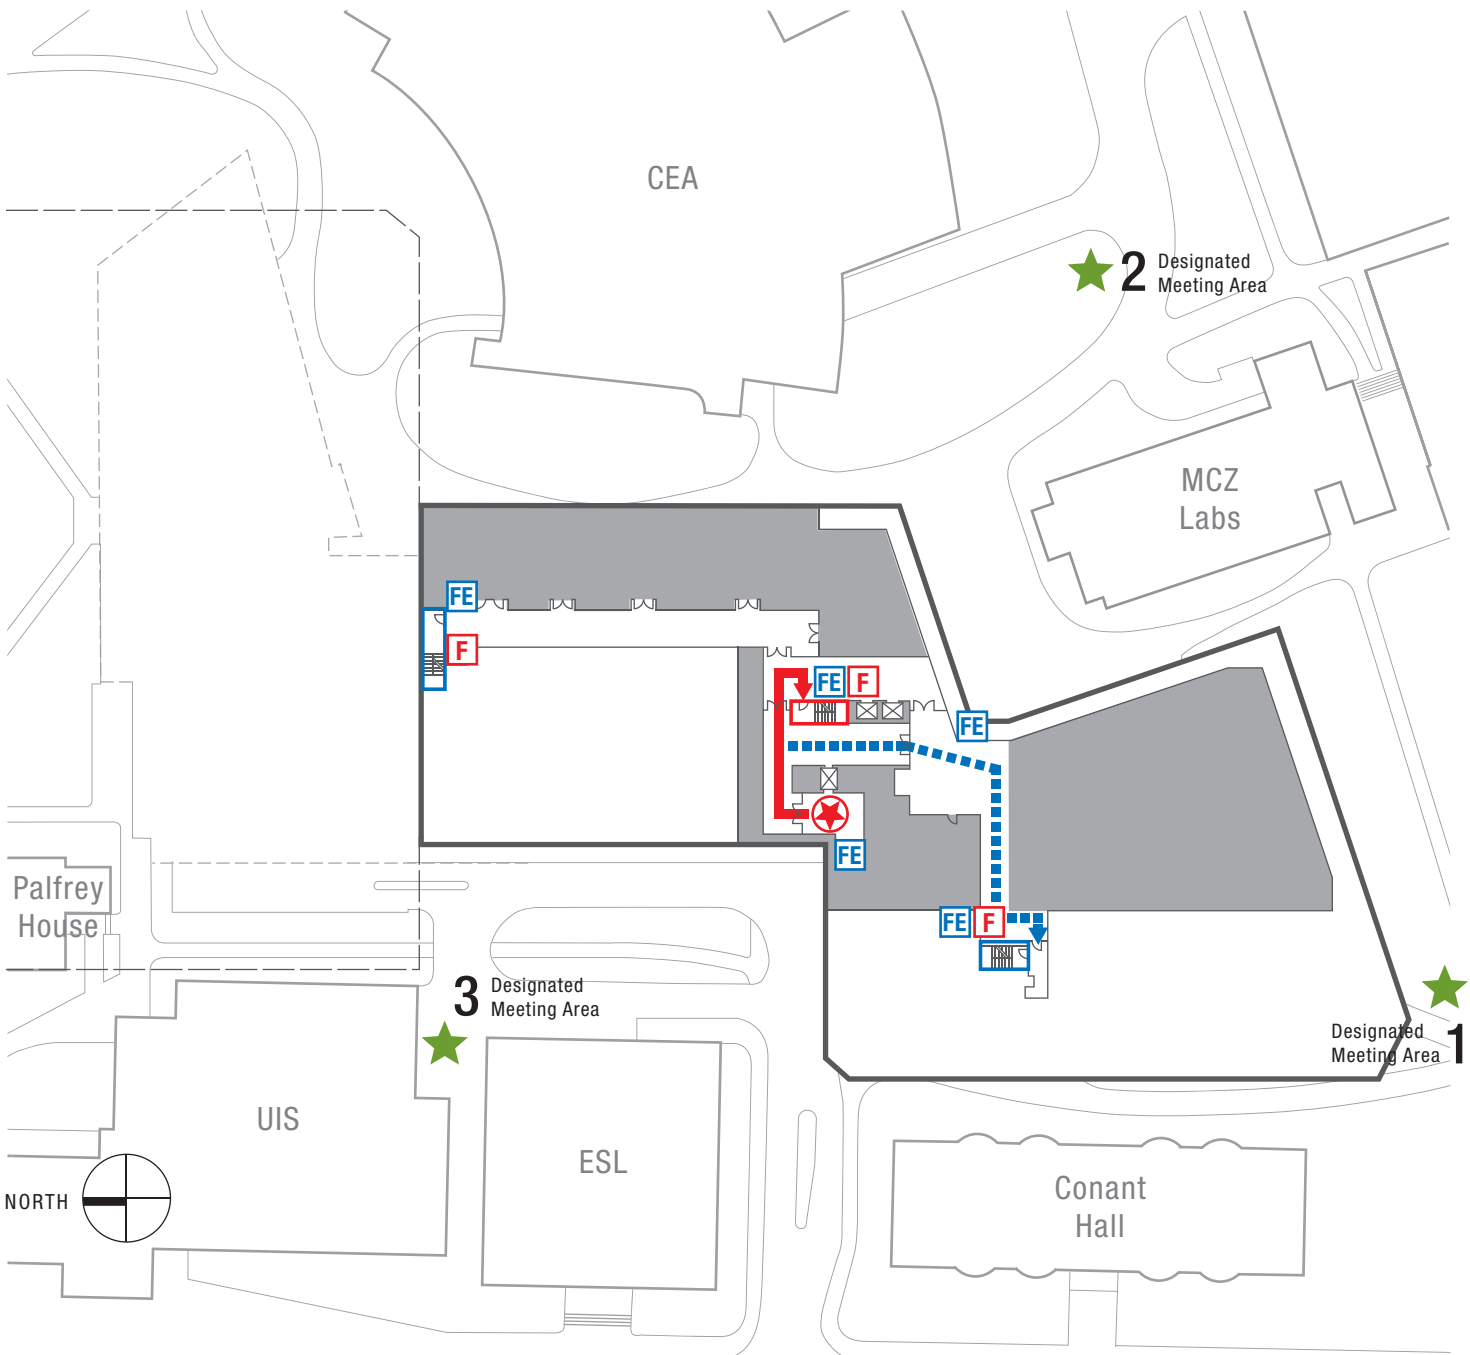 CEA
2 Designated
Meeting Area
MCZ
Labs
FE
F
FE F
FE
FE
FE F
Palfrey
House
3 Designated
Meeting Area
Designated
Meeting Area 1
UIS
ESL
Conant
Hall
NORTH